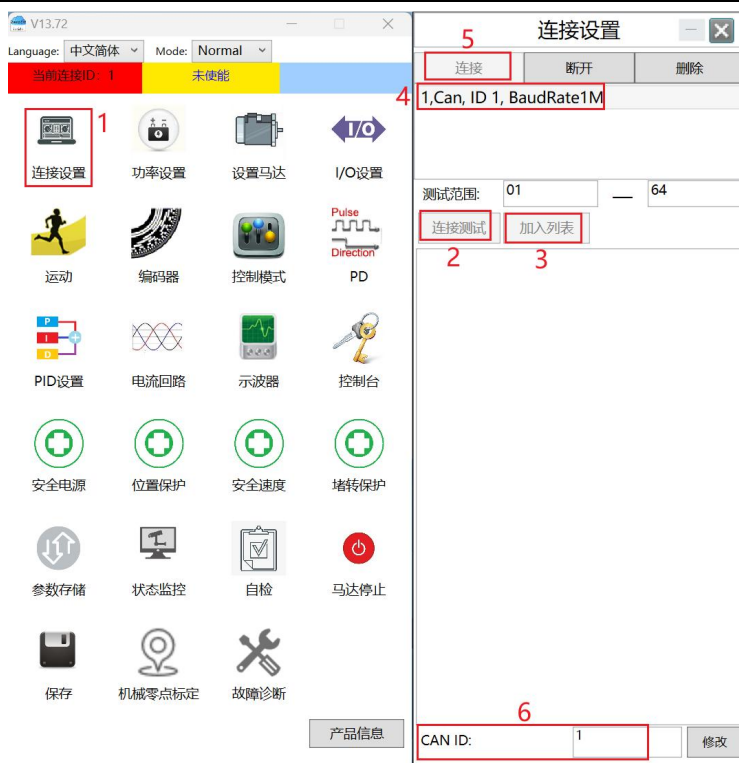 V13.72
Language: 中文简体 Mode: Normal
当前连接ID: 1 未使能
1
连接设置 功率设置 设置马达 I/O设置
I/O
Pulse
Direction
运动 编码器 控制模式 PD
P
I
D
PID设置 电流回路 示波器 控制台
安全电源 位置保护 安全速度 堵转保护
参数存储 状态监控 自检 马达停止
保存 机械零点标定 故障诊断
产品信息
连接设置
5
连接 断开 删除
4
1,Can, ID 1, BaudRate1M
测试范围: 01 — 64
连接测试 加入列表
2 3
6
CAN ID: 1 修改